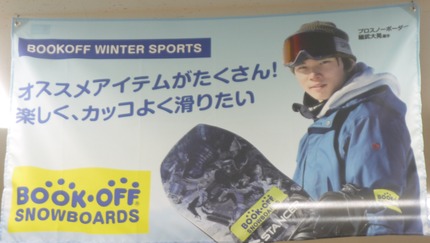 BOOKOFF WINTER SPORTS
プロスノーボーダー
オススメアイテムがたくさん!
楽しく、カッコよく滑りたい
BOOK·OFF
SNOWBOARDS
BOOK·OFF
STANCER